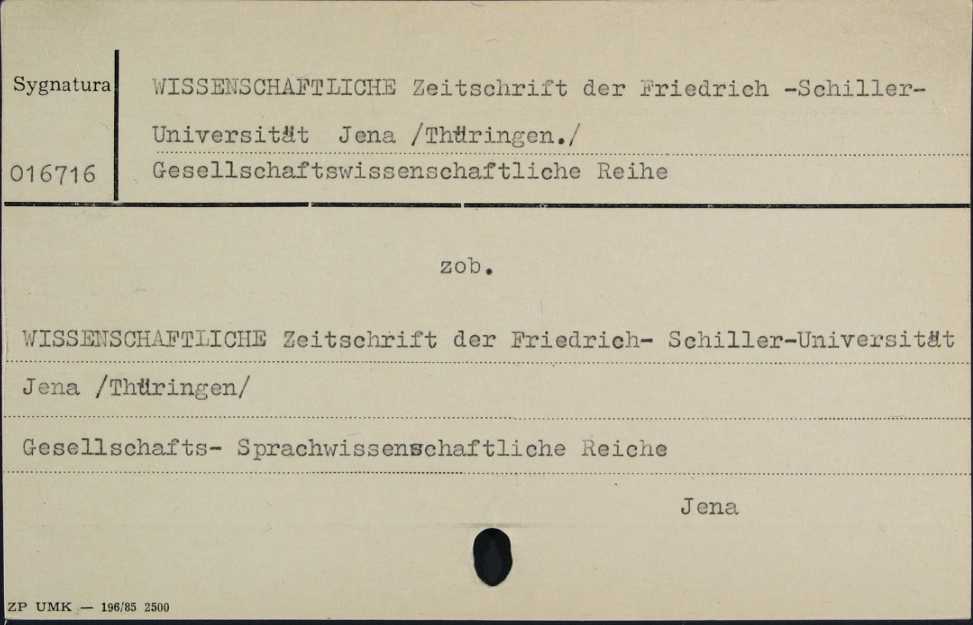 Sygnatura
016716
WISSENSCHAFTLICHE Zeitschrift der Friedrich -Schiller-
Universität Jena /Thüringen./
Gesellschaftswissenschaftliche Reihe
zob.
WISSENSCHAFTLICHE Zeitschrift der Friedrich- Schiller-Universität
Jena /Thüringen/
Gesellschafts- Sprachwissenschaftliche Reiche
Jena
ZP UMK — 196/85 2500